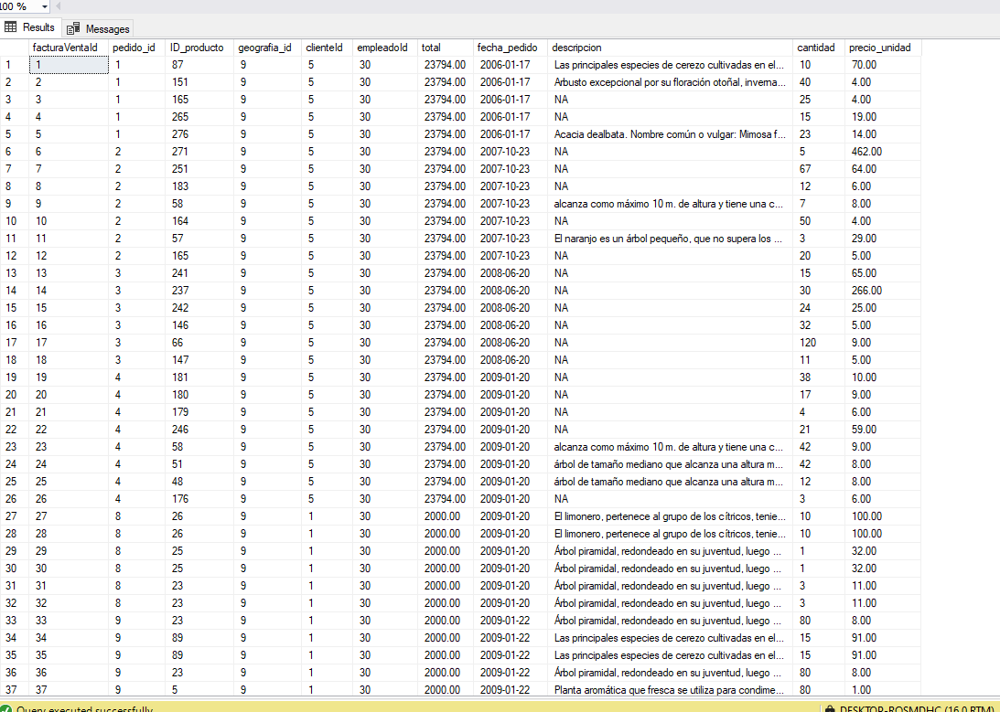 100 %
Results Messages
facturaVentaId pedido_id ID_producto geografia_id clienteId empleadoId total fecha_pedido descripcion cantidad precio_unidad
1 1 1 87 9 5 30 23794.00 2006-01-17 Las principales especies de cerezo cultivadas en el... 10 70.00
2 2 1 151 9 5 30 23794.00 2006-01-17 Arbusto excepcional por su floración otoñal, inverna... 40 4.00
3 3 1 165 9 5 30 23794.00 2006-01-17 NA 25 4.00
4 4 1 265 9 5 30 23794.00 2006-01-17 NA 15 19.00
5 5 1 276 9 5 30 23794.00 2006-01-17 Acacia dealbata. Nombre común o vulgar: Mimosa f... 23 14.00
6 6 2 271 9 5 30 23794.00 2007-10-23 NA 5 462.00
7 7 2 251 9 5 30 23794.00 2007-10-23 NA 67 64.00
8 8 2 183 9 5 30 23794.00 2007-10-23 NA 12 6.00
9 9 2 58 9 5 30 23794.00 2007-10-23 alcanza como máximo 10 m. de altura y tiene una c... 7 8.00
10 10 2 164 9 5 30 23794.00 2007-10-23 NA 50 4.00
11 11 2 57 9 5 30 23794.00 2007-10-23 El naranjo es un árbol pequeño, que no supera los ... 3 29.00
12 12 2 165 9 5 30 23794.00 2007-10-23 NA 20 5.00
13 13 3 241 9 5 30 23794.00 2008-06-20 NA 15 65.00
14 14 3 237 9 5 30 23794.00 2008-06-20 NA 30 266.00
15 15 3 242 9 5 30 23794.00 2008-06-20 NA 24 25.00
16 16 3 146 9 5 30 23794.00 2008-06-20 NA 32 5.00
17 17 3 66 9 5 30 23794.00 2008-06-20 NA 120 9.00
18 18 3 147 9 5 30 23794.00 2008-06-20 NA 11 5.00
19 19 4 181 9 5 30 23794.00 2009-01-20 NA 38 10.00
20 20 4 180 9 5 30 23794.00 2009-01-20 NA 17 9.00
21 21 4 179 9 5 30 23794.00 2009-01-20 NA 4 6.00
22 22 4 246 9 5 30 23794.00 2009-01-20 NA 21 59.00
23 23 4 58 9 5 30 23794.00 2009-01-20 alcanza como máximo 10 m. de altura y tiene una c... 42 9.00
24 24 4 51 9 5 30 23794.00 2009-01-20 árbol de tamaño mediano que alcanza una altura m... 42 8.00
25 25 4 48 9 5 30 23794.00 2009-01-20 árbol de tamaño mediano que alcanza una altura m... 12 8.00
26 26 4 176 9 5 30 23794.00 2009-01-20 NA 3 6.00
27 27 8 26 9 1 30 2000.00 2009-01-20 El limonero, pertenece al grupo de los cítricos, tenie... 10 100.00
28 28 8 26 9 1 30 2000.00 2009-01-20 El limonero, pertenece al grupo de los cítricos, tenie... 10 100.00
29 29 8 25 9 1 30 2000.00 2009-01-20 Árbol piramidal, redondeado en su juventud, luego ... 1 32.00
30 30 8 25 9 1 30 2000.00 2009-01-20 Árbol piramidal, redondeado en su juventud, luego ... 1 32.00
31 31 8 23 9 1 30 2000.00 2009-01-20 Árbol piramidal, redondeado en su juventud, luego ... 3 11.00
32 32 8 23 9 1 30 2000.00 2009-01-20 Árbol piramidal, redondeado en su juventud, luego ... 3 11.00
33 33 9 23 9 1 30 2000.00 2009-01-22 Árbol piramidal, redondeado en su juventud, luego ... 80 8.00
34 34 9 89 9 1 30 2000.00 2009-01-22 Las principales especies de cerezo cultivadas en el... 15 91.00
35 35 9 89 9 1 30 2000.00 2009-01-22 Las principales especies de cerezo cultivadas en el... 15 91.00
36 36 9 23 9 1 30 2000.00 2009-01-22 Árbol piramidal, redondeado en su juventud, luego ... 80 8.00
37 37 9 5 9 1 30 2000.00 2009-01-22 Planta aromática que fresca se utiliza para condime... 80 1.00
Query executed successfully DESKTOP-ROSMDHC (16.0 RTM)